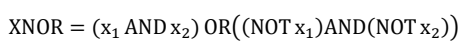 XNOR = (x₁ AND x₂) OR((NOT x₁)AND(NOT x₂))